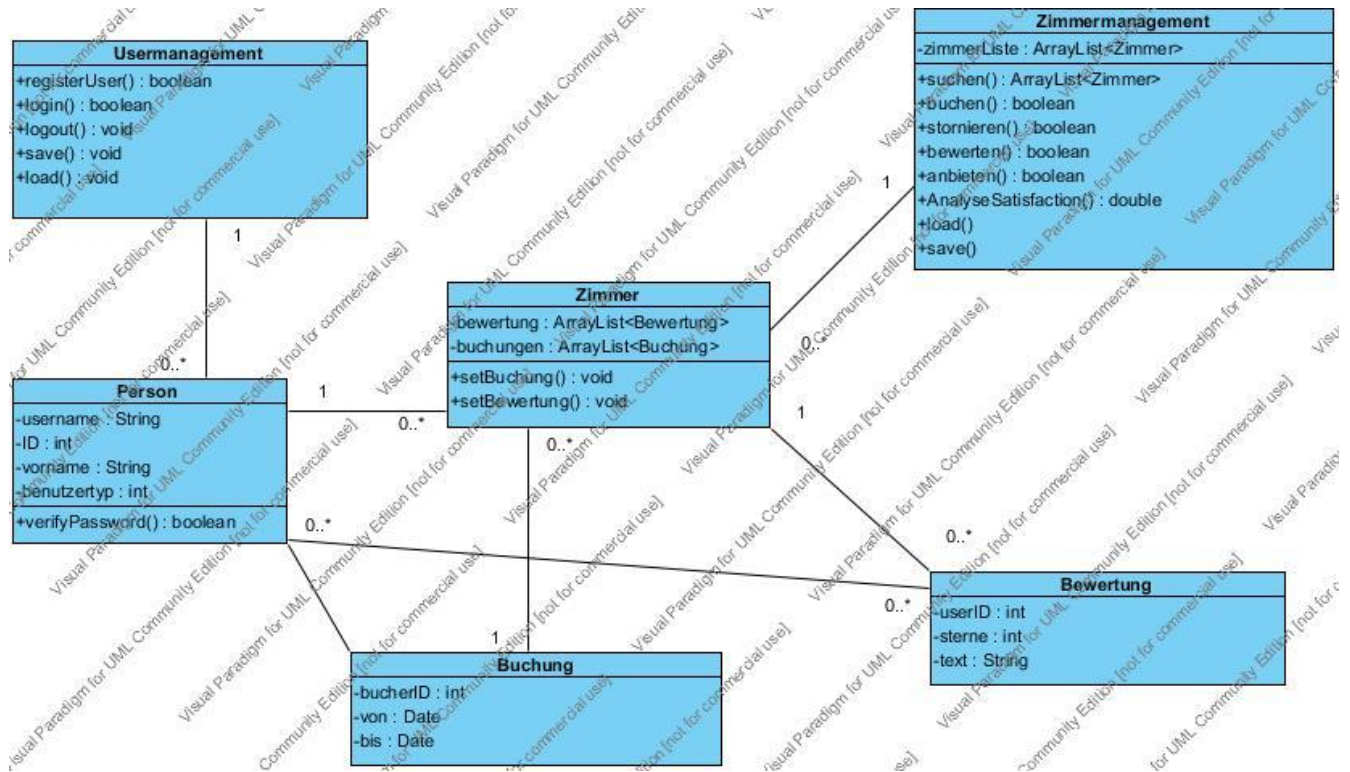 Usermanagement
+registerUser() : boolean
+login() : boolean
+logout() : void
+save() : void
+load() : void
Zimmermanagement
-zimmerListe : ArrayList<Zimmer>
+suchen() : ArrayList<Zimmer>
+buchen() : boolean
+stornieren() : boolean
+bewerten() : boolean
+anbieten() : boolean
+AnalyseSatisfaction() : double
+load()
+save()
1
1
Zimmer
-bewertung : ArrayList<Bewertung>
-buchungen : ArrayList<Buchung>
+setBuchung() : void
+setBewertung() : void
0..*
0..*
Person
-username : String
-ID : int
-vorname : String
-benutzertyp : int
+verifyPassword() : boolean
1
0..*
1
0..*
0..*
0..*
0..*
1
Buchung
-bucherID : int
-von : Date
-bis : Date
Bewertung
-userID : int
-sterne : int
-text : String
Visual Paradigm for UML Community Edition [not for commercial use]